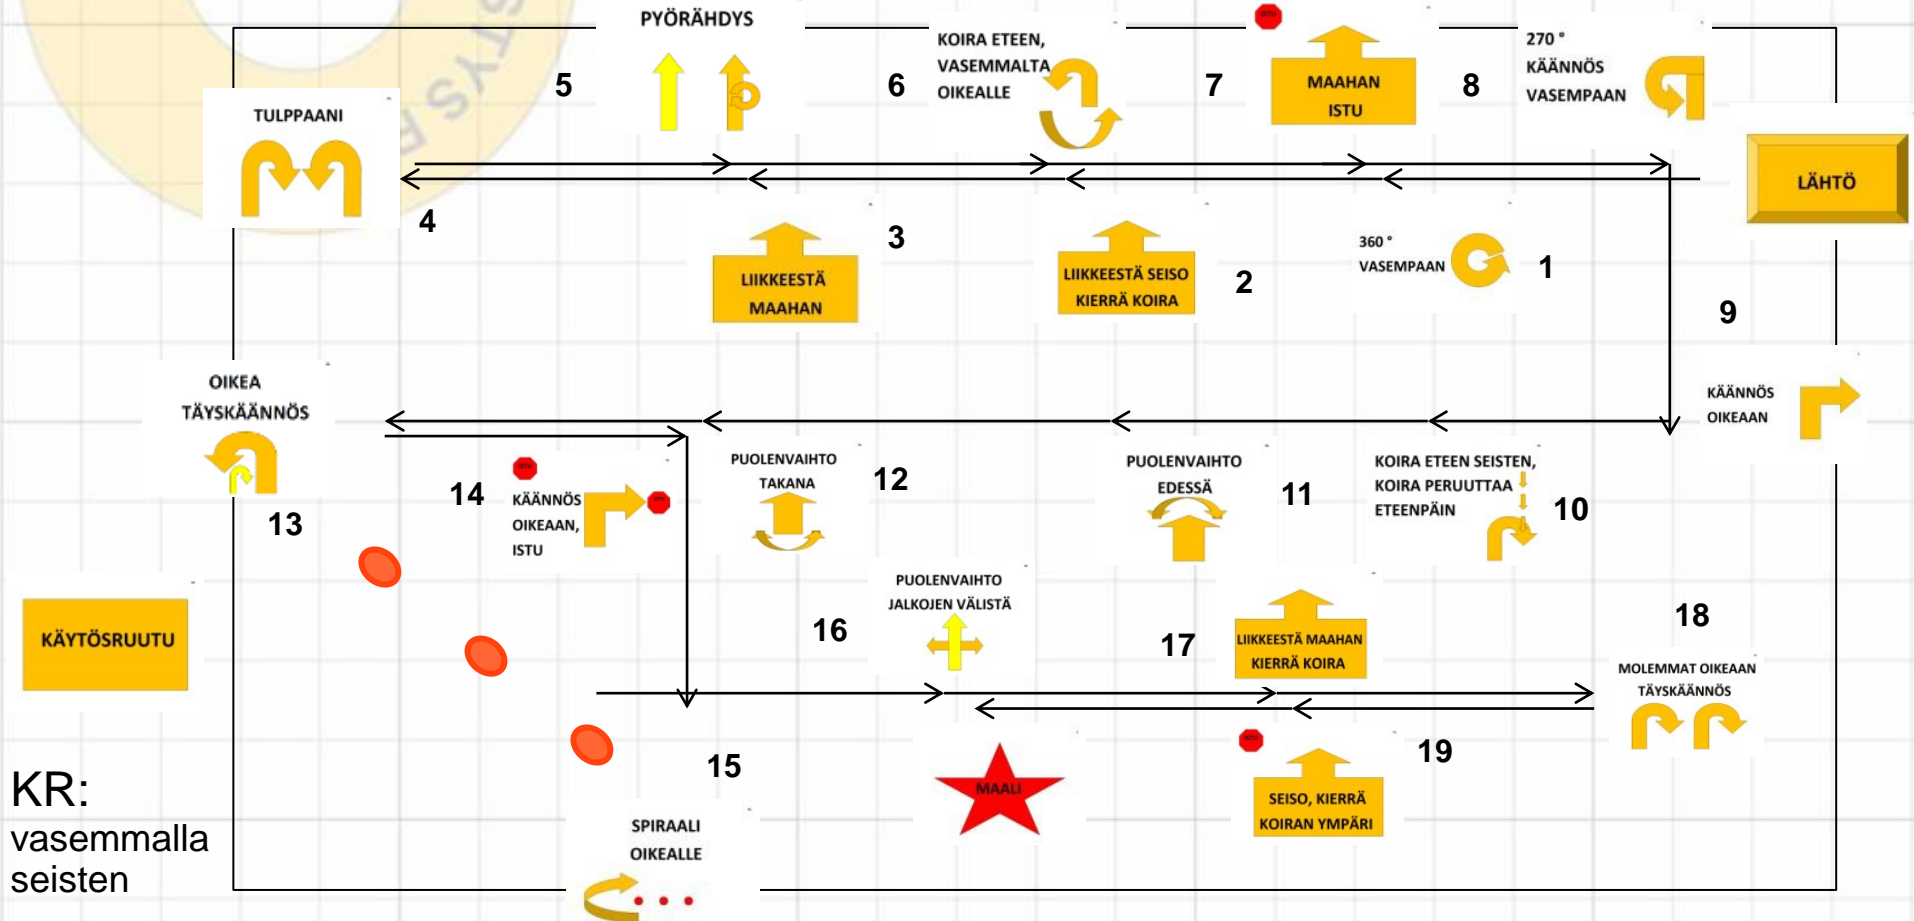 PYÖRÄHDYS
5
KOIRA ETEEN,
VASEMMALTA
OIKEALLE
6
ISTU
MAAHAN
ISTU
7
270 °
KÄÄNNÖS
VASEMPAAN
8
TULPPAANI
4
LÄHTÖ
LIIKKEESTÄ
MAAHAN
3
LIIKKEESTÄ SEISO
KIERRÄ KOIRA
2
360 °
VASEMPAAN
1
9
KÄÄNNÖS
OIKEAAN
OIKEA
TÄYSKÄÄNNÖS
13
14
KÄÄNNÖS
OIKEAAN,
ISTU
PUOLENVAIHTO
TAKANA
12
PUOLENVAIHTO
EDESSÄ
11
KOIRA ETEEN SEISTEN,
KOIRA PERUUTTAA
ETEENPÄIN
10
KÄYTÖSRUUTU
16
PUOLENVAIHTO
JALKOJEN VÄLISTÄ
17
LIIKKEESTÄ MAAHAN
KIERRÄ KOIRA
18
MOLEMMAT OIKEAAN
TÄYSKÄÄNNÖS
15
MAALI
19
SEISO, KIERRÄ
KOIRAN YMPÄRI
SPIRAALI
OIKEALLE
KR:
vasemmalla
seisten